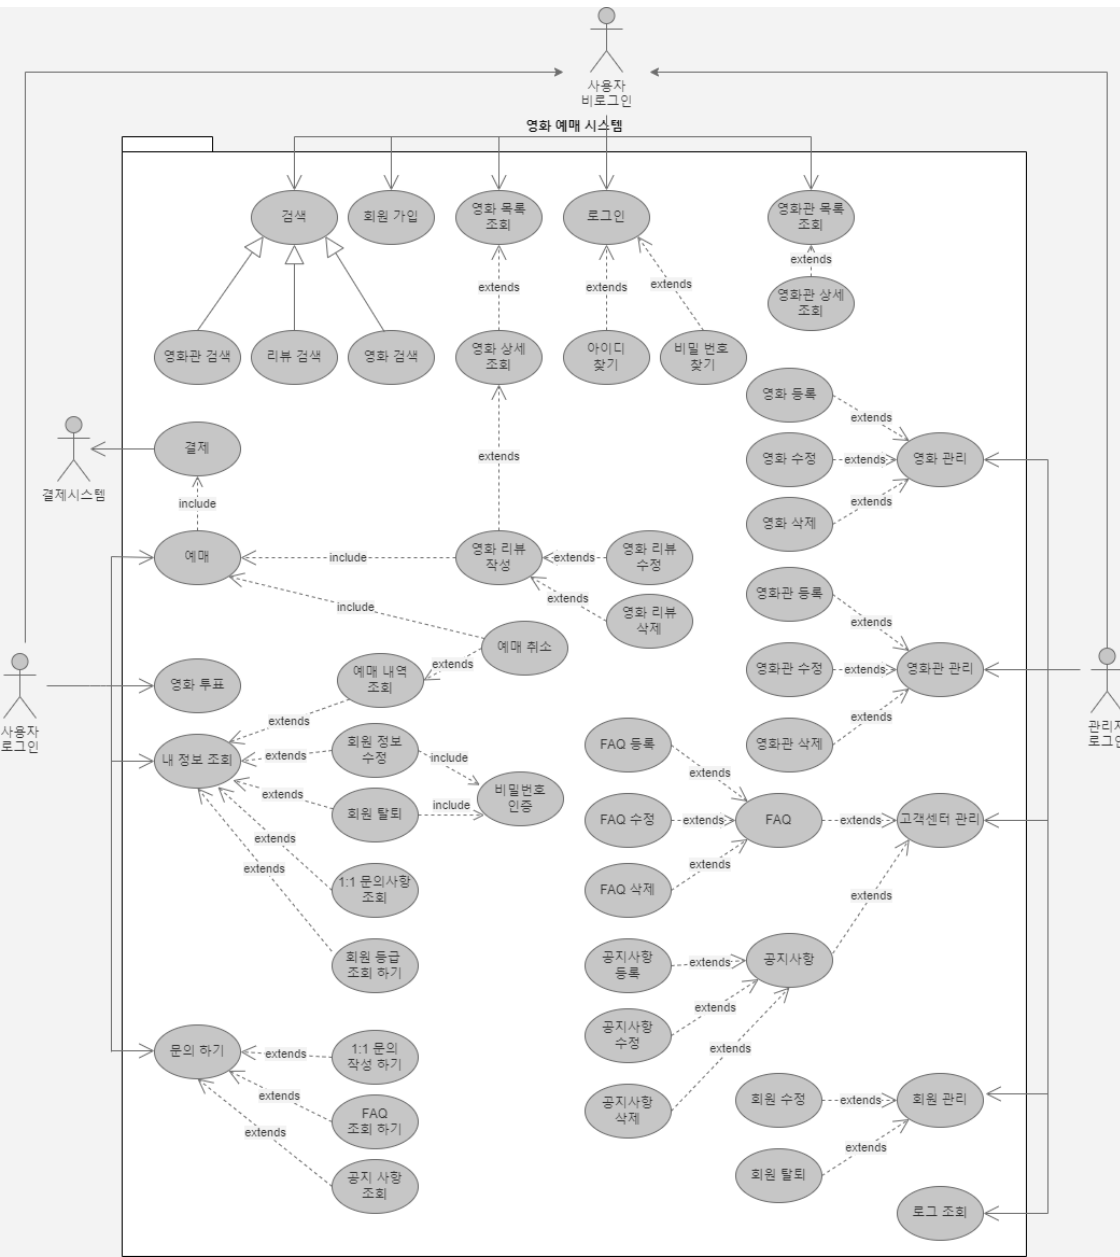 사용자
비로그인
영화 예매 시스템
검색
회원 가입
영화 목록
조회
로그인
영화관 목록
조회
extends
영화관 상세
조회
extends
extends
extends
영화관 검색
리뷰 검색
영화 검색
영화 상세
조회
아이디
찾기
비밀 번호
찾기
영화 등록
extends
결제
결제시스템
extends
영화 수정
extends
영화 관리
include
extends
영화 삭제
예매
include
영화 리뷰
작성
extends
영화 리뷰
수정
extends
영화 리뷰
삭제
include
예매 취소
영화관 등록
extends
extends
예매 내역
조회
영화관 수정
extends
영화관 관리
영화 투표
사용자
로그인
관리자
로그인
extends
extends
영화관 삭제
내 정보 조회
extends
회원 정보
수정
include
비밀번호
인증
extends
회원 탈퇴
include
FAQ 등록
extends
FAQ 수정
extends
FAQ
extends
고객센터 관리
extends
FAQ 삭제
extends
extends
1:1 문의사항
조회
extends
회원 등급
조회 하기
공지사항
등록
extends
공지사항
extends
공지사항
수정
extends
공지사항
삭제
문의 하기
extends
1:1 문의
작성 하기
extends
FAQ
조회 하기
extends
공지 사항
조회
회원 수정
extends
회원 관리
extends
회원 탈퇴
로그 조회